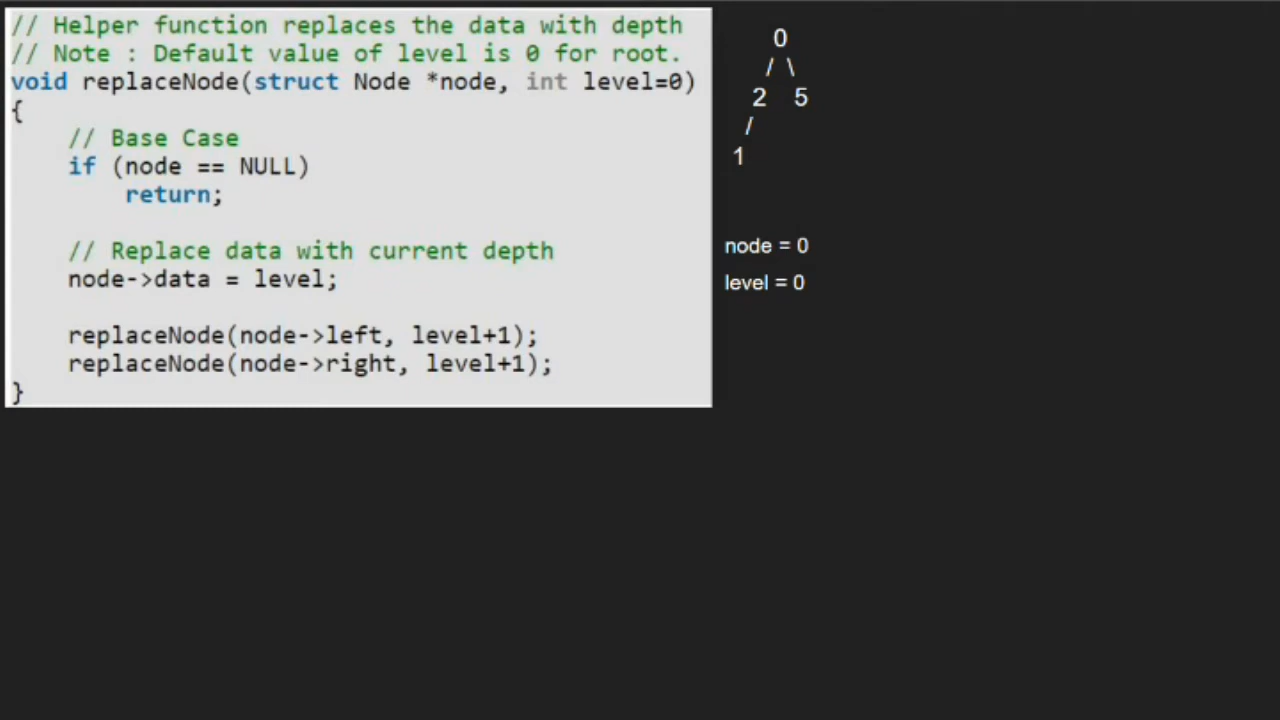 // Helper function replaces the data with depth
// Note : Default value of level is 0 for root.
void replaceNode(struct Node *node, int level=0)
{
    // Base Case
    if (node == NULL)
        return;

    // Replace data with current depth
    node->data = level;

    replaceNode(node->left, level+1);
    replaceNode(node->right, level+1);
}
0
/ \
2 5
/
1
node = 0
level = 0